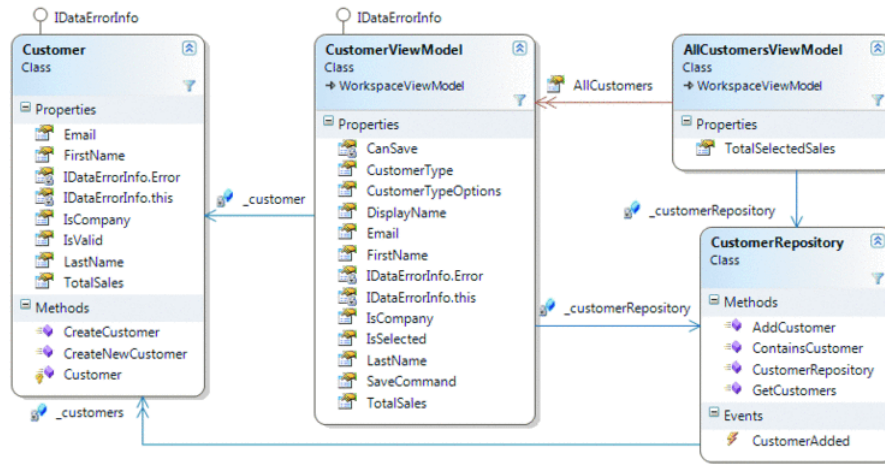 IDataErrorInfo
Customer
Class
Properties
Email
FirstName
IDataErrorInfo.Error
IDataErrorInfo.this
IsCompany
IsValid
LastName
TotalSales
Methods
CreateCustomer
CreateNewCustomer
Customer
_customer
IDataErrorInfo
CustomerViewModel
Class
WorkspaceViewModel
Properties
CanSave
CustomerType
CustomerTypeOptions
DisplayName
Email
FirstName
IDataErrorInfo.Error
IDataErrorInfo.this
IsCompany
IsSelected
LastName
SaveCommand
TotalSales
AllCustomers
AllCustomersViewModel
Class
WorkspaceViewModel
Properties
TotalSelectedSales
_customerRepository
_customerRepository
CustomerRepository
Class
Methods
AddCustomer
ContainsCustomer
CustomerRepository
GetCustomers
Events
CustomerAdded
_customers